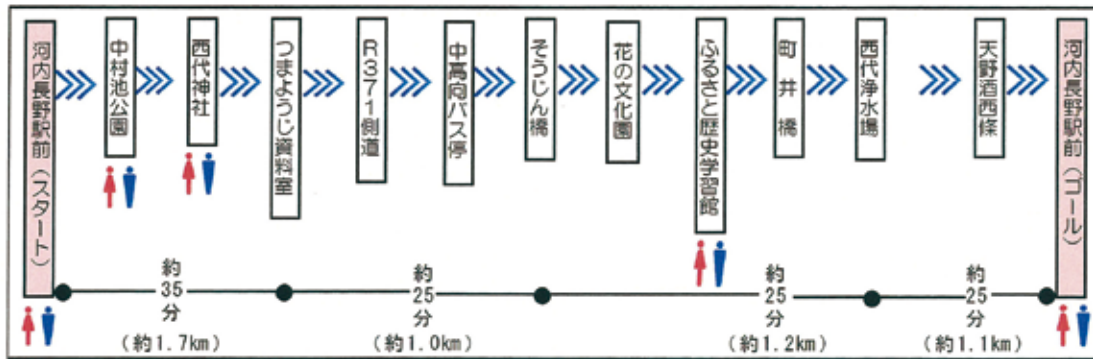 河内長野駅前(スタート)
中村池公園
西代神社
つまようじ資料室
R371側道
中高向バス停
そうじん橋
花の文化園
ふるさと歴史学習館
町井橋
西代浄水場
天野酒西條
河内長野駅前(ゴール)
約35分
(約1.7km)
約25分
(約1.0km)
約25分
(約1.2km)
約25分
(約1.1km)